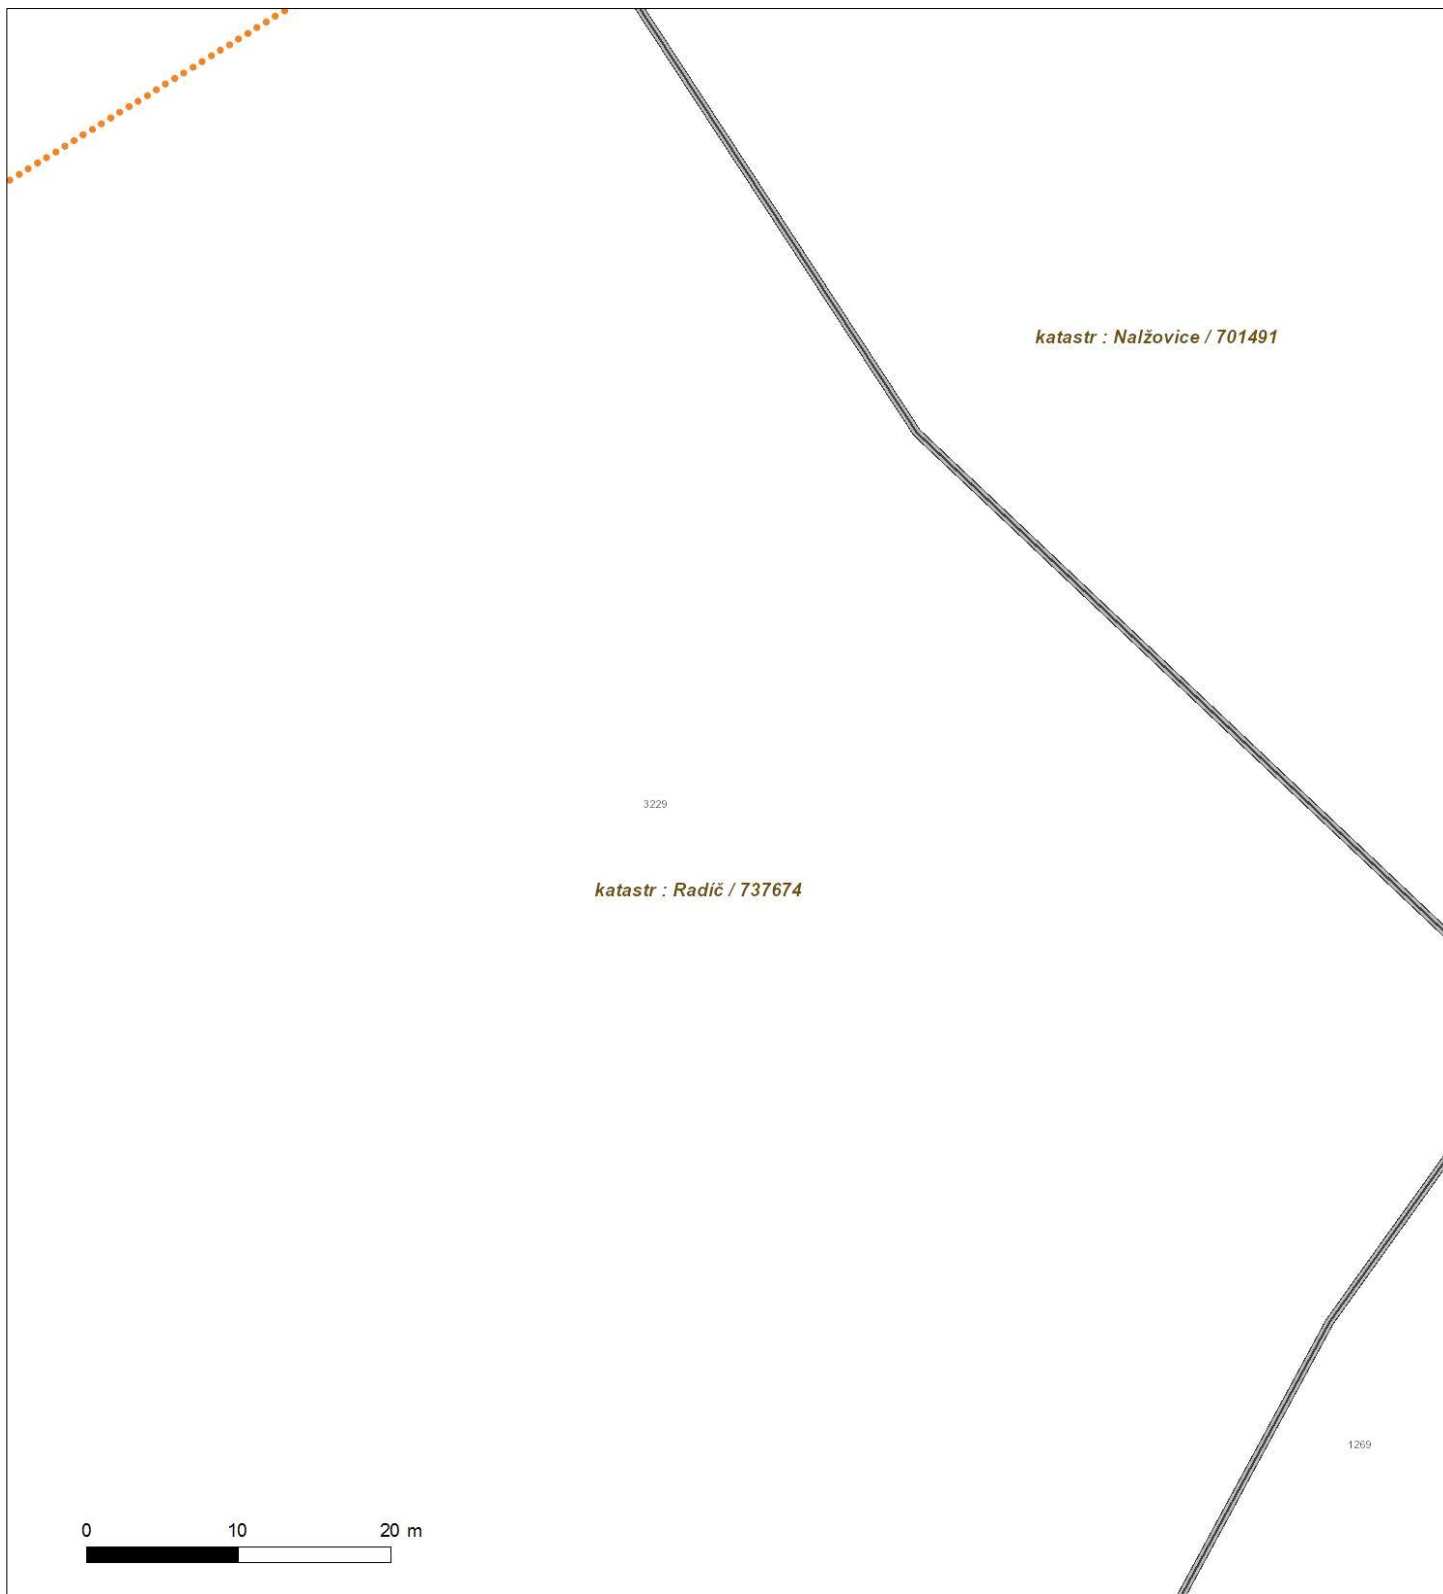 katastr : Nalžovice / 701491
3229
katastr : Radíč / 737674
1269
0 10 20 m